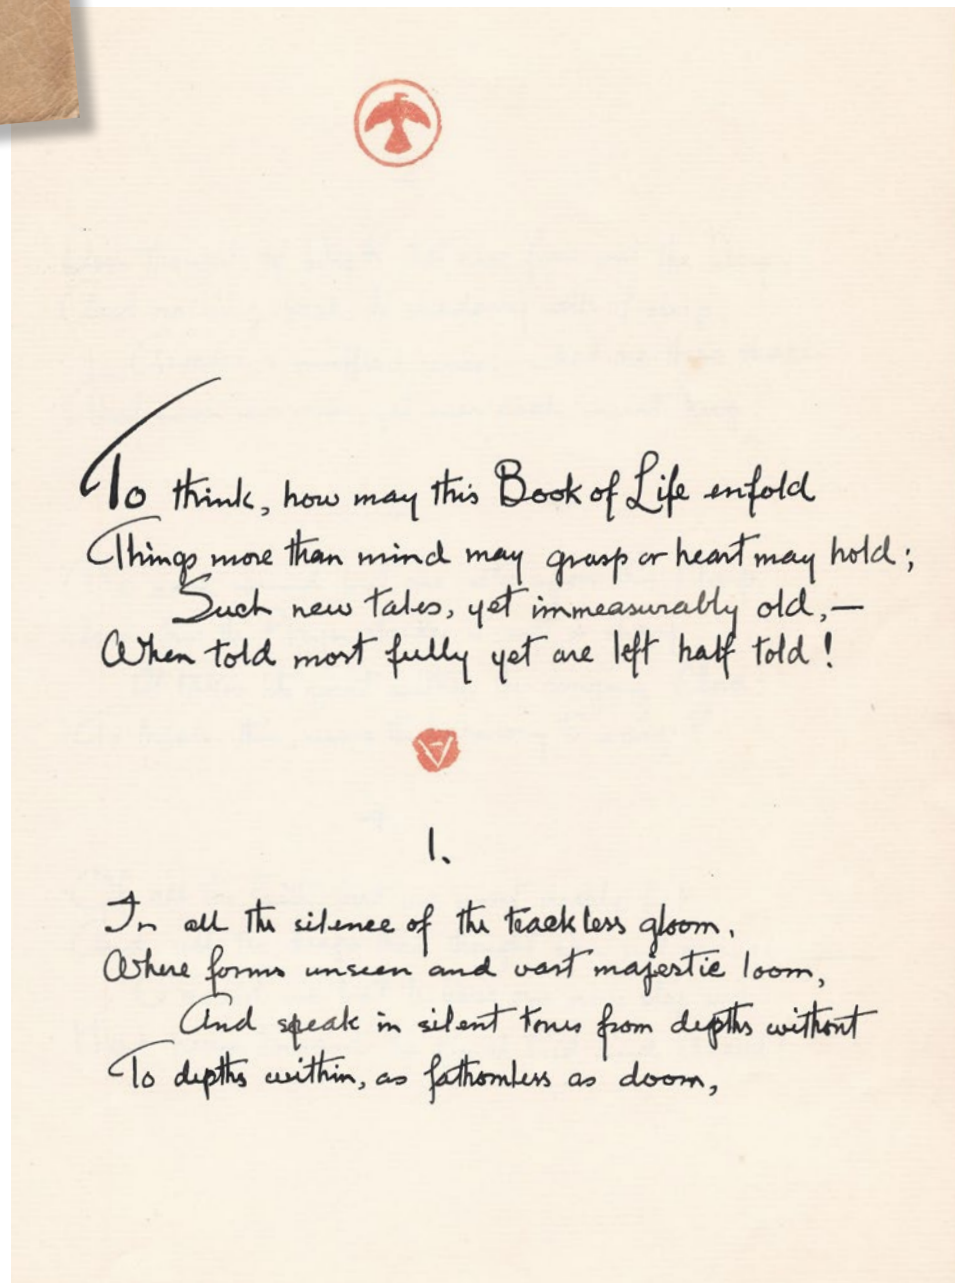 To think, how may this Book of Life enfold
Things more than mind may grasp or heart may hold;
Such new tales, yet immeasurably old,—
When told most fully yet are left half told!
1.
In all the silence of the trackless gloom,
Where forms unseen and vast majestic loom,
And speak in silent tones from depths without
To depths within, as fathomless as doom,